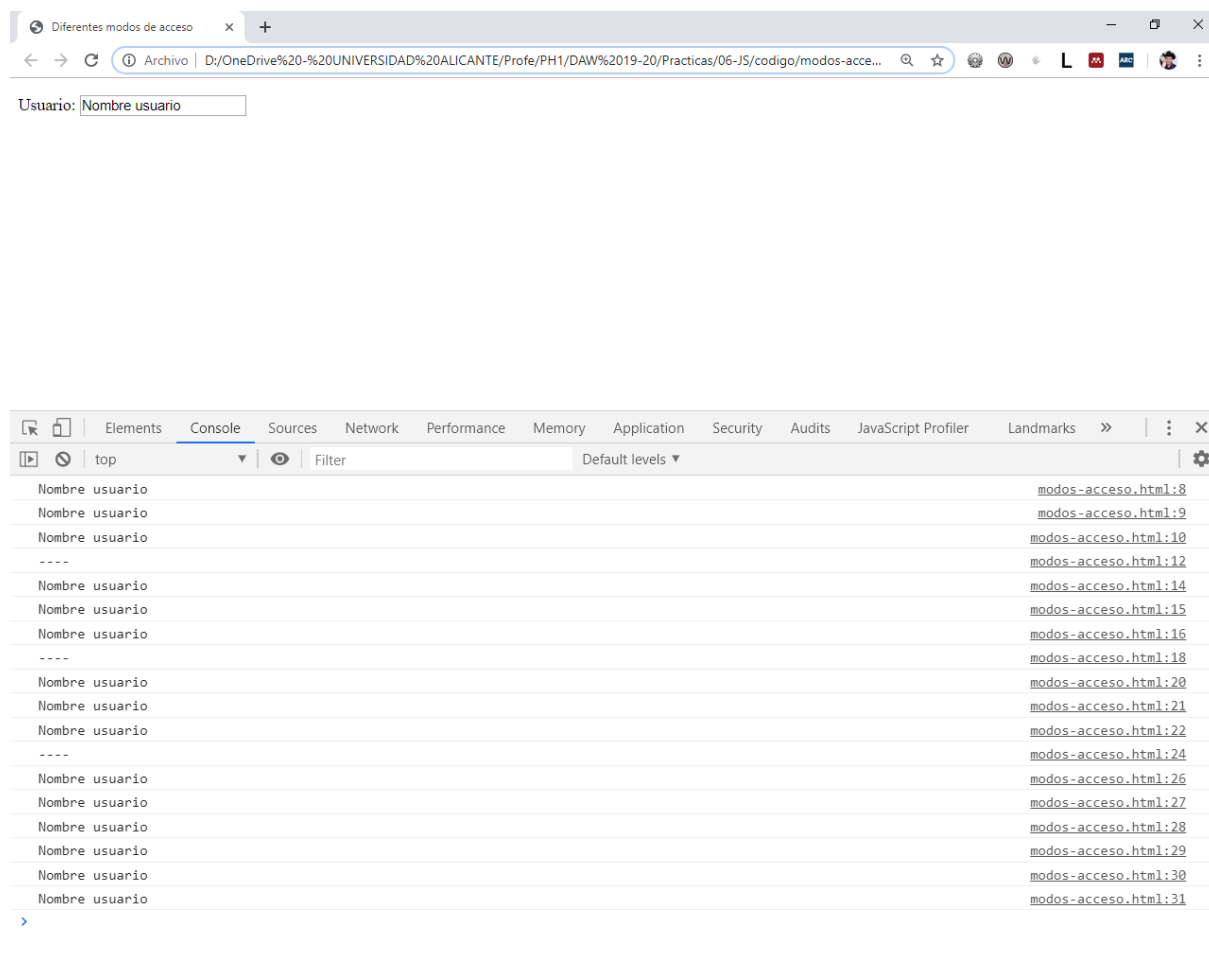 Diferentes modos de acceso
Archivo D:/OneDrive%20-%20UNIVERSIDAD%20ALICANTE/Profe/PH1/DAW%2019-20/Practicas/06-JS/codigo/modos-acce...
W L ARC
Usuario: Nombre usuario
Elements Console Sources Network Performance Memory Application Security Audits JavaScript Profiler Landmarks »
top Filter Default levels
Nombre usuario modos-acceso.html:8
Nombre usuario modos-acceso.html:9
Nombre usuario modos-acceso.html:10
---- modos-acceso.html:12
Nombre usuario modos-acceso.html:14
Nombre usuario modos-acceso.html:15
Nombre usuario modos-acceso.html:16
---- modos-acceso.html:18
Nombre usuario modos-acceso.html:20
Nombre usuario modos-acceso.html:21
Nombre usuario modos-acceso.html:22
---- modos-acceso.html:24
Nombre usuario modos-acceso.html:26
Nombre usuario modos-acceso.html:27
Nombre usuario modos-acceso.html:28
Nombre usuario modos-acceso.html:29
Nombre usuario modos-acceso.html:30
Nombre usuario modos-acceso.html:31